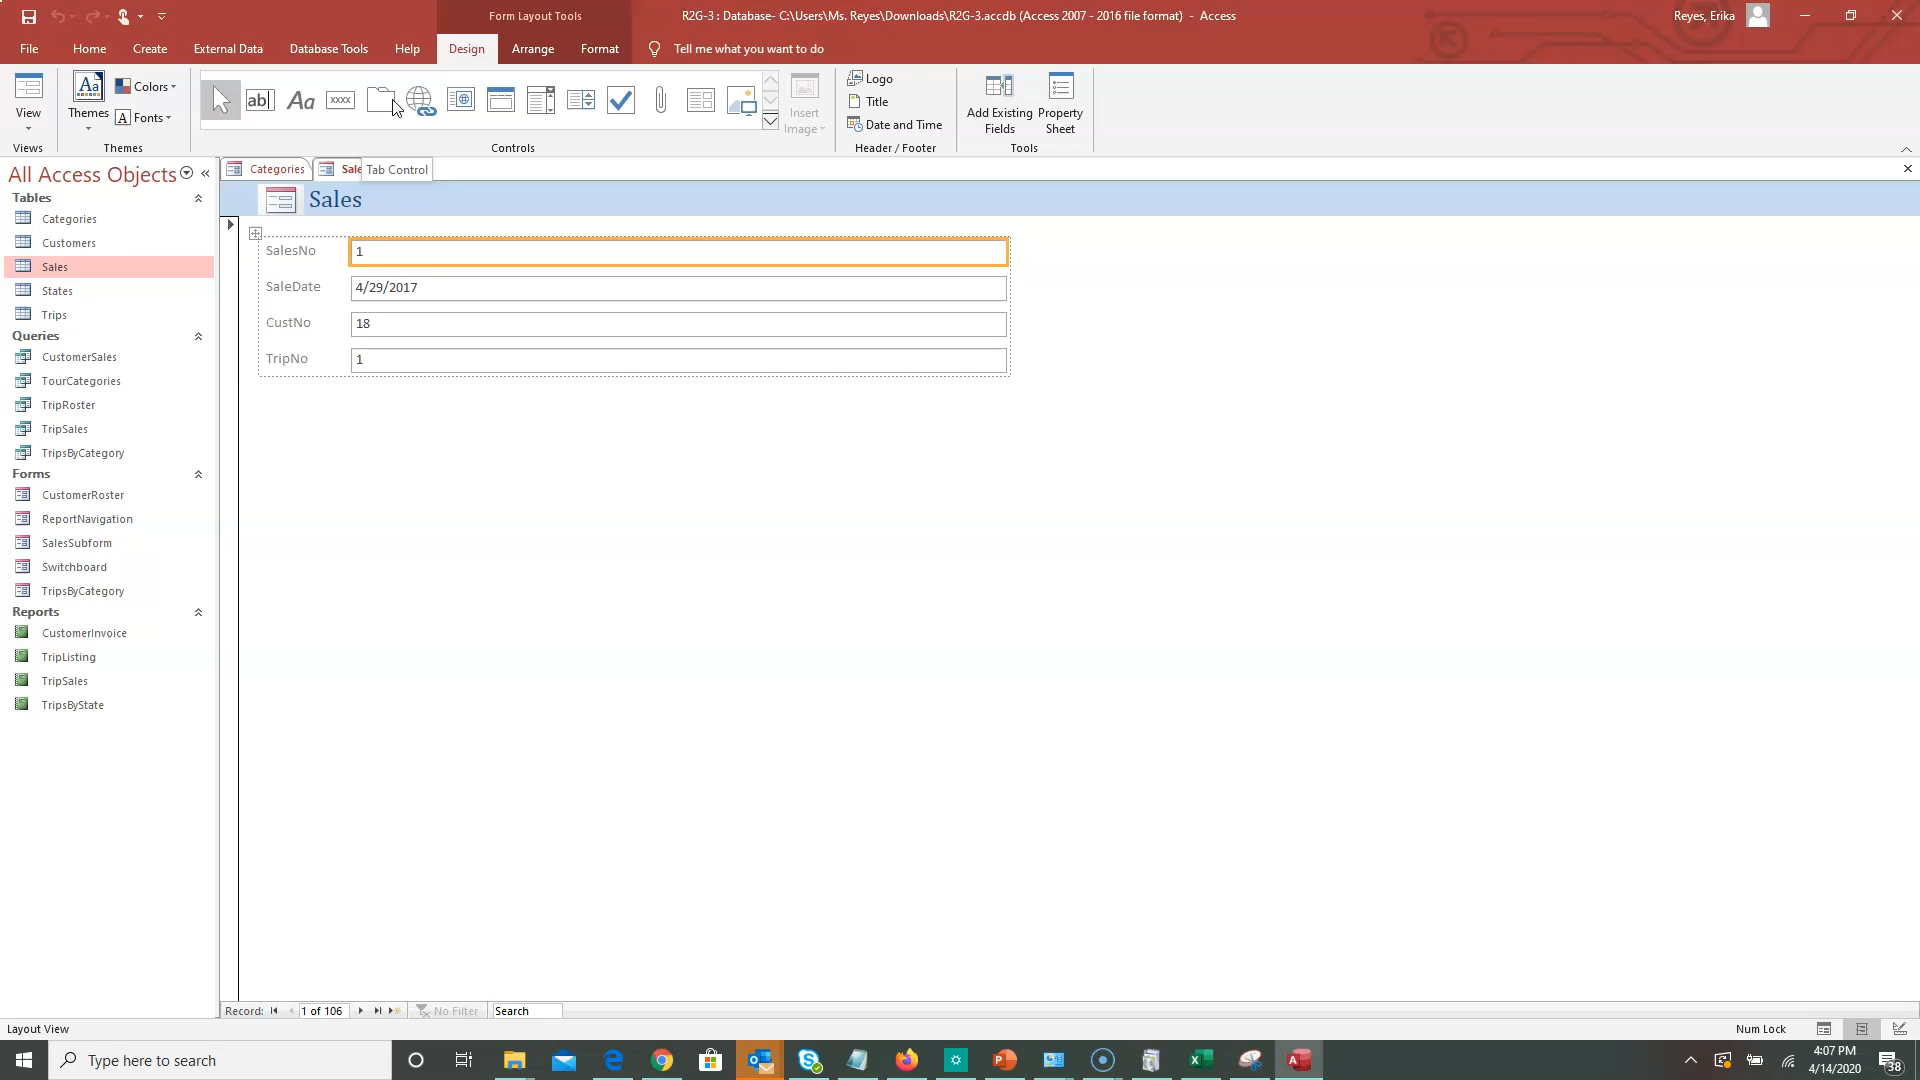 Form Layout Tools
R2G-3 : Database- C:\Users\Ms. Reyes\Downloads\R2G-3.accdb (Access 2007 - 2016 file format) - Access
Reyes, Erika
File
Home
Create
External Data
Database Tools
Help
Design
Arrange
Format
Tell me what you want to do
View
Views
Aa
Themes
Colors
A Fonts
Themes
ab|
Aa
xxxx
Insert
Image
Controls
Logo
Title
Date and Time
Header / Footer
Add Existing
Fields
Property
Sheet
Tools
All Access Objects
Tables
Categories
Customers
Sales
States
Trips
Queries
CustomerSales
TourCategories
TripRoster
TripSales
TripsByCategory
Forms
CustomerRoster
ReportNavigation
SalesSubform
Switchboard
TripsByCategory
Reports
CustomerInvoice
TripListing
TripSales
TripsByState
Categories
Sale
Tab Control
Sales
SalesNo
1
SaleDate
4/29/2017
CustNo
18
TripNo
1
Record:
1 of 106
No Filter
Search
Layout View
Num Lock
Type here to search
4:07 PM
4/14/2020
38